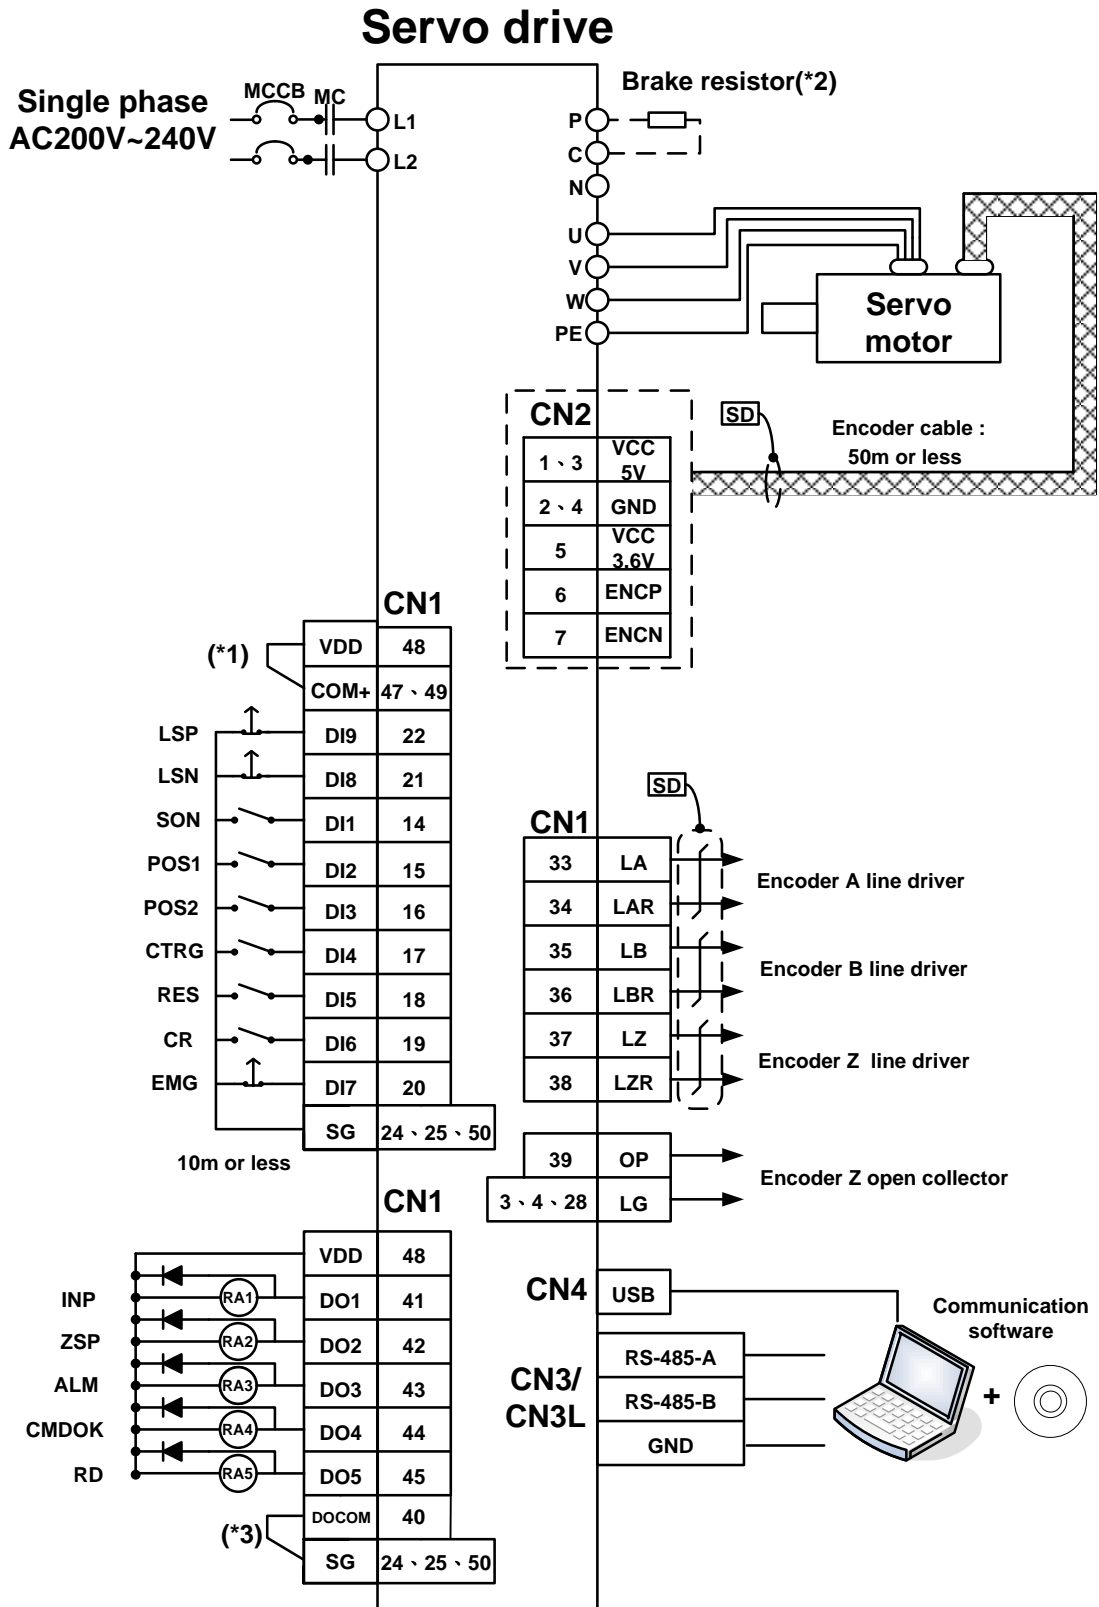 Servo drive
Single phase
AC200V~240V
MCCB MC
L1
L2
Brake resistor(*2)
P
C
N
U
V
W
PE
Servo
motor
CN2
1、3 VCC 5V
2、4 GND
5 VCC 3.6V
6 ENCP
7 ENCN
SD
Encoder cable :
50m or less
CN1
(*1)
VDD 48
COM+ 47、49
LSP DI9 22
LSN DI8 21
SON DI1 14
POS1 DI2 15
POS2 DI3 16
CTRG DI4 17
RES DI5 18
CR DI6 19
EMG DI7 20
SG 24、25、50
10m or less
SD
CN1
33 LA
34 LAR
Encoder A line driver
35 LB
36 LBR
Encoder B line driver
37 LZ
38 LZR
Encoder Z line driver
39 OP
3、4、28 LG
Encoder Z open collector
CN1
VDD 48
INP RA1 DO1 41
ZSP RA2 DO2 42
ALM RA3 DO3 43
CMDOK RA4 DO4 44
RD RA5 DO5 45
DOCOM 40
(*3)
SG 24、25、50
CN4 USB
CN3/
CN3L
RS-485-A
RS-485-B
GND
Communication
software
+